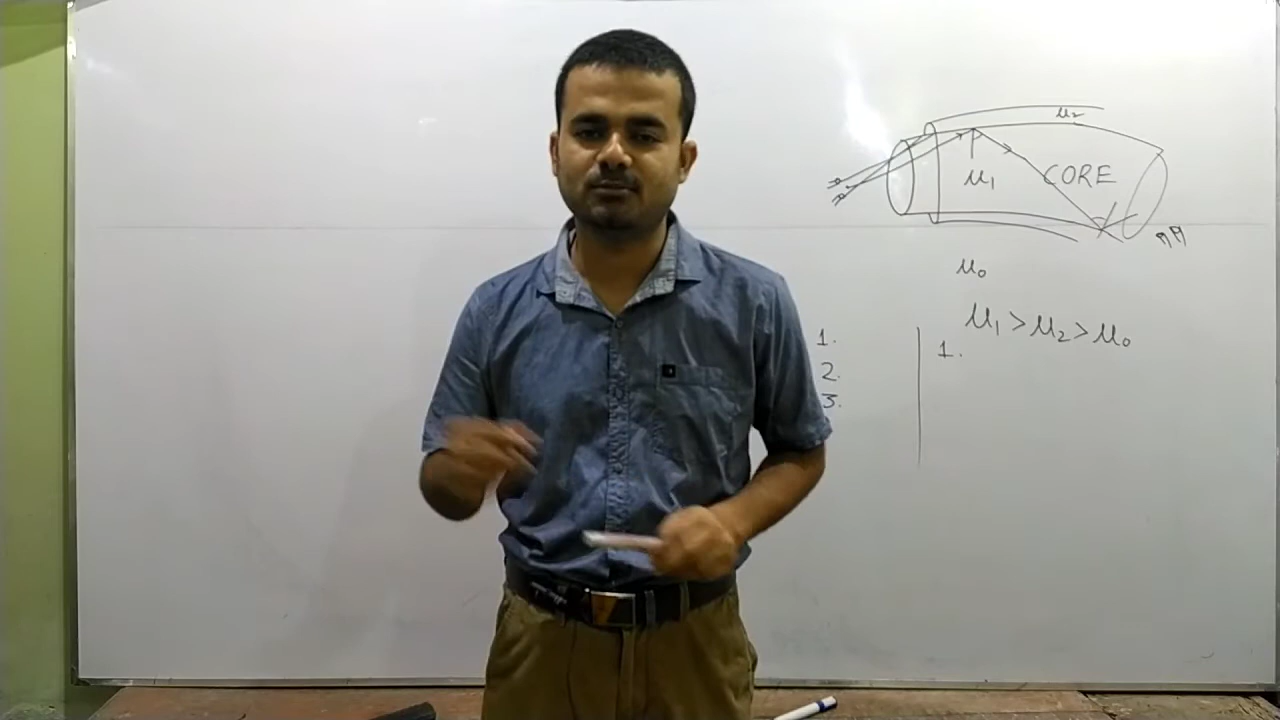 μ₂
μ₁ CORE
μ₀
μ₁ > μ₂ > μ₀
1.
2.
3.
1.